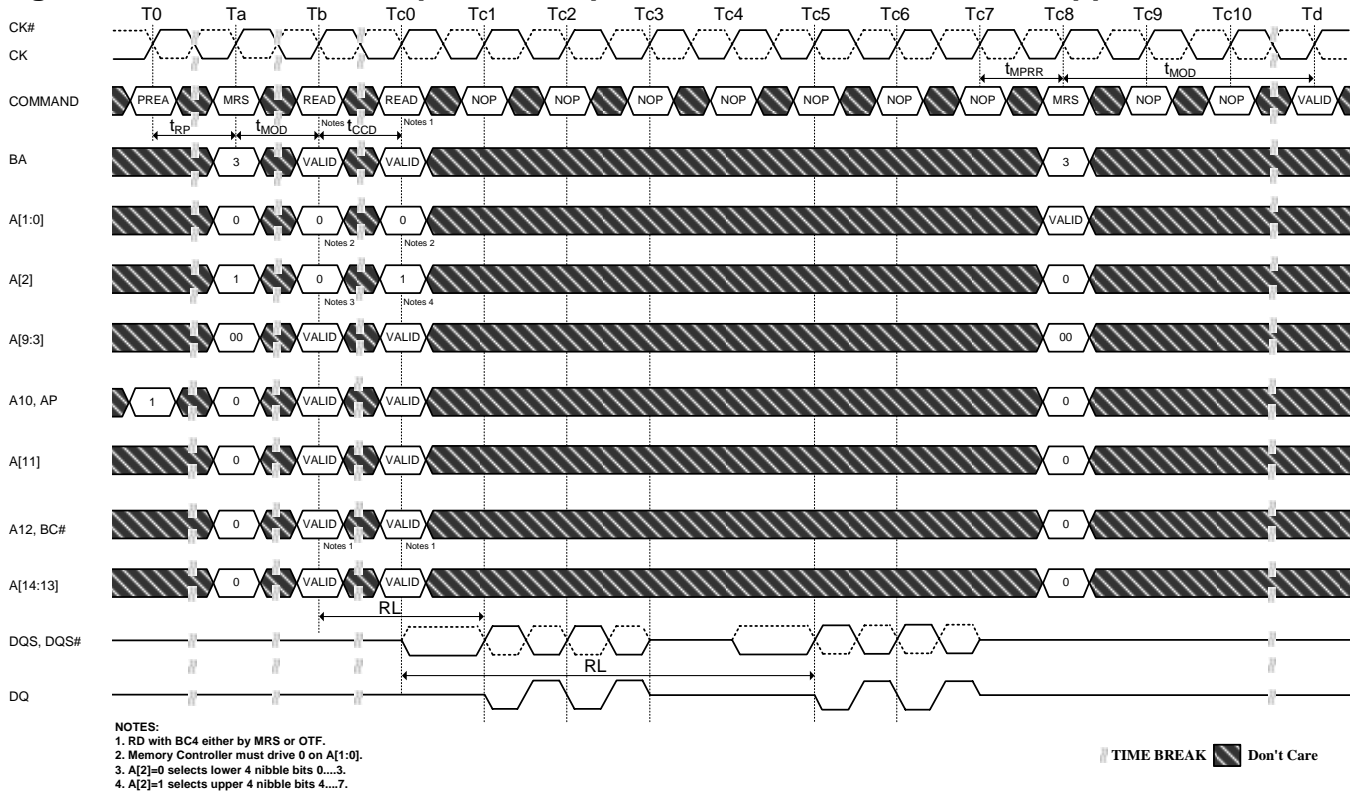 T0 Ta Tb Tc0 Tc1 Tc2 Tc3 Tc4 Tc5 Tc6 Tc7 Tc8 Tc9 Tc10 Td
CK#
CK
tMPRR tMOD
COMMAND PREA MRS READ READ NOP NOP NOP NOP NOP NOP NOP MRS NOP NOP VALID
Notes 1 Notes 1
tRP tMOD tCCD
BA 3 VALID VALID 3
A[1:0] 0 0 0 VALID
Notes 2 Notes 2
A[2] 1 0 1 0
Notes 3 Notes 4
A[9:3] 00 VALID VALID 00
A10, AP 1 0 VALID VALID 0
A[11] 0 VALID VALID 0
A12, BC# 0 VALID VALID 0
Notes 1 Notes 1
A[14:13] 0 VALID VALID 0
RL
DQS, DQS#
RL
DQ
NOTES:
1. RD with BC4 either by MRS or OTF.
2. Memory Controller must drive 0 on A[1:0].
3. A[2]=0 selects lower 4 nibble bits 0....3.
4. A[2]=1 selects upper 4 nibble bits 4....7.
TIME BREAK Don't Care